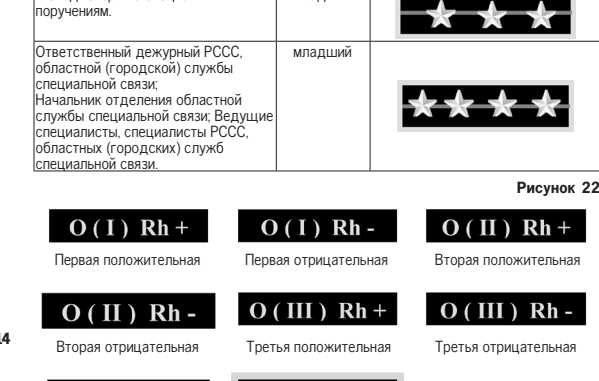 поручениям.
Ответственный дежурный РССС,
областной (городской) службы
специальной связи;
Начальник отделения областной
службы специальной связи; Ведущие
специалисты, специалисты РССС,
областных (городских) служб
специальной связи.
младший
Рисунок 22
O ( I ) Rh +
O ( I ) Rh -
O ( II ) Rh +
Первая положительная
Первая отрицательная
Вторая положительная
O ( II ) Rh -
O ( III ) Rh +
O ( III ) Rh -
Вторая отрицательная
Третья положительная
Третья отрицательная